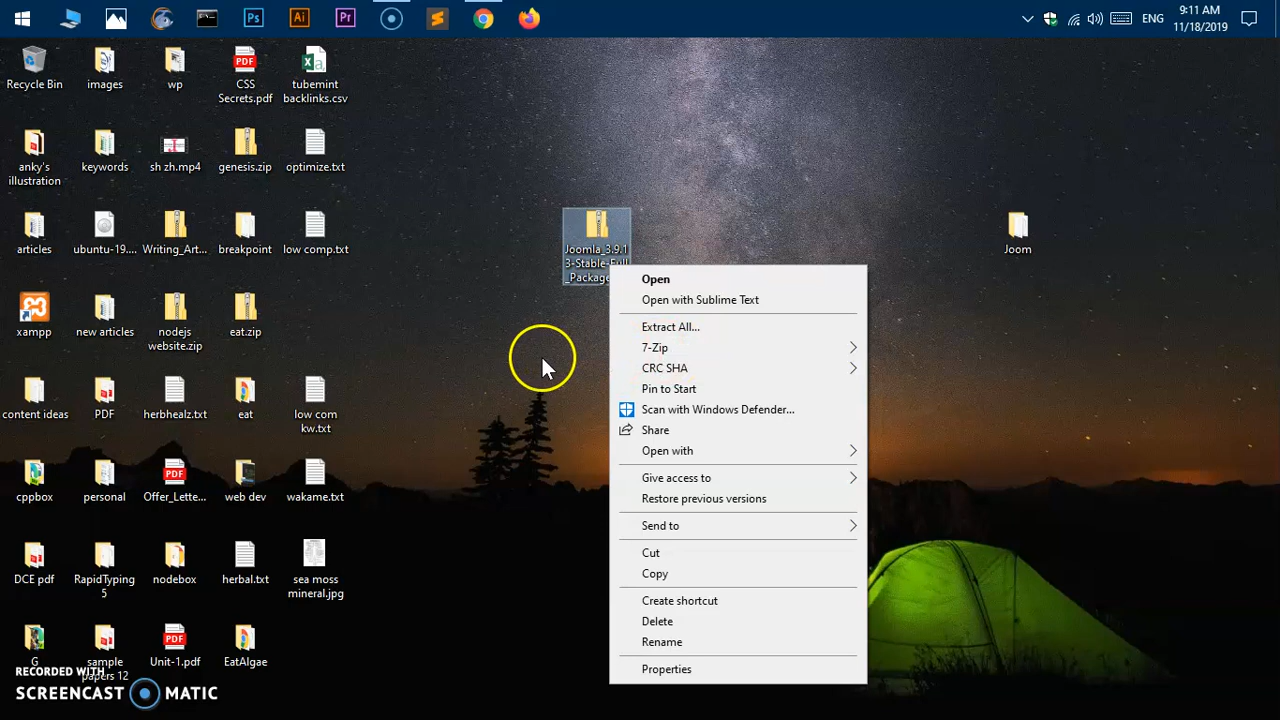 Ps
Ai
Pr
ENG
9:11 AM
11/18/2019
Recycle Bin
images
wp
PDF
CSS
Secrets.pdf
tubemint
backlinks.csv
anky's
illustration
keywords
sh zh.mp4
genesis.zip
optimize.txt
articles
ubuntu-19....
Writing_Art...
breakpoint
low comp.txt
xampp
new articles
nodejs
website.zip
eat.zip
content ideas
PDF
herbhealz.txt
eat
low com
kw.txt
cppbox
personal
PDF
Offer_Lette...
web dev
wakame.txt
DCE pdf
RapidTyping
5
nodebox
herbal.txt
sea moss
mineral.jpg
G
sample
papers 12
PDF
Unit-1.pdf
EatAlgae
Joomla_3.9.1
3-Stable-Full
_Package
Joom
Open
Open with Sublime Text
Extract All...
7-Zip
CRC SHA
Pin to Start
Scan with Windows Defender...
Share
Open with
Give access to
Restore previous versions
Send to
Cut
Copy
Create shortcut
Delete
Rename
Properties
RECORDED WITH
SCREENCAST MATIC